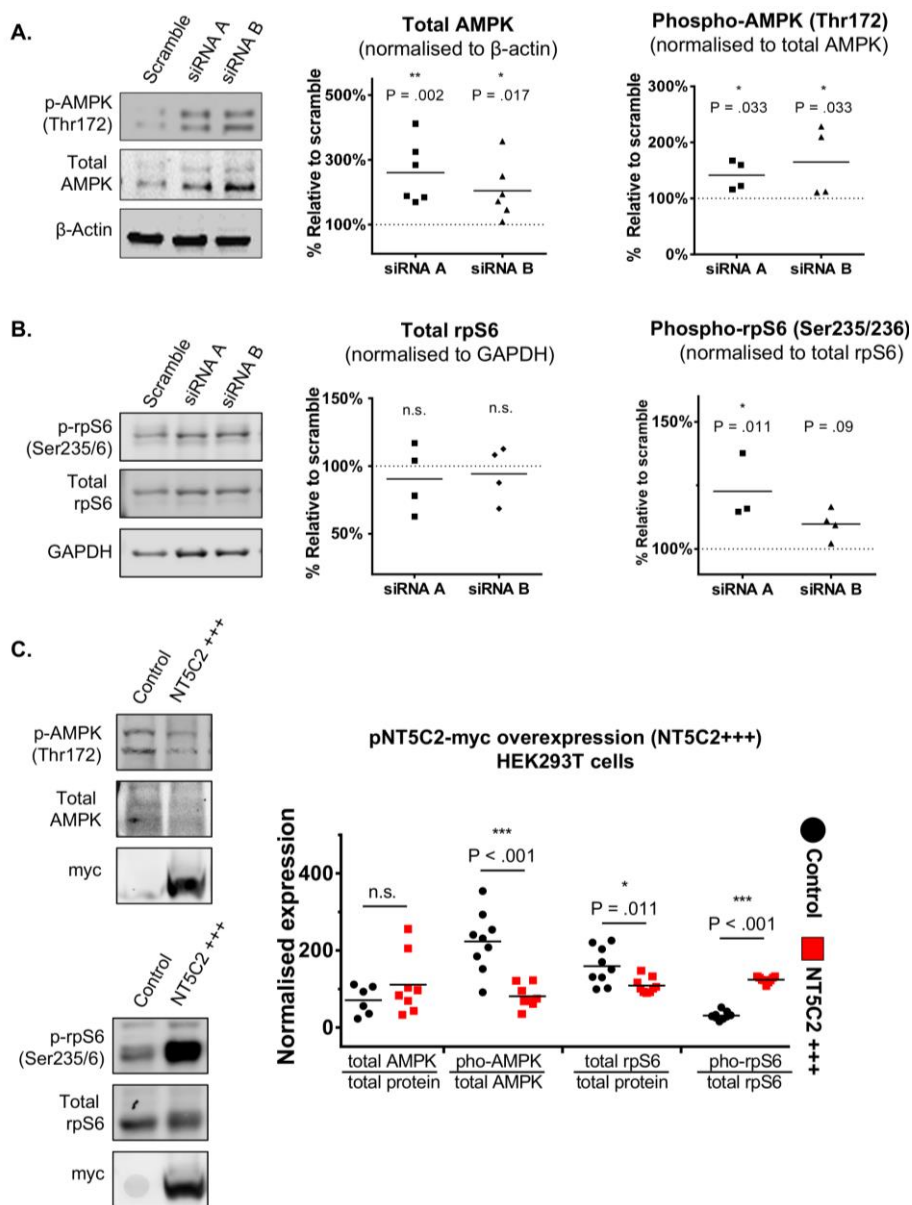 A.
Scramble
siRNA A
siRNA B
p-AMPK
(Thr172)
Total
AMPK
β-Actin
Total AMPK
(normalised to β-actin)
% Relative to scramble
500%
300%
100%
**
P = .002
*
P = .017
siRNA A
siRNA B
Phospho-AMPK (Thr172)
(normalised to total AMPK)
% Relative to scramble
300%
200%
150%
100%
0%
*
P = .033
*
P = .033
siRNA A
siRNA B
B.
Scramble
siRNA A
siRNA B
p-rpS6
(Ser235/6)
Total
rpS6
GAPDH
Total rpS6
(normalised to GAPDH)
% Relative to scramble
150%
100%
50%
n.s.
n.s.
siRNA A
siRNA B
Phospho-rpS6 (Ser235/236)
(normalised to total rpS6)
% Relative to scramble
150%
100%
*
P = .011
P = .09
siRNA A
siRNA B
C.
Control
NT5C2 +++
p-AMPK
(Thr172)
Total
AMPK
myc
Control
NT5C2 +++
p-rpS6
(Ser235/6)
Total
rpS6
myc
pNT5C2-myc overexpression (NT5C2+++)
HEK293T cells
Normalised expression
400
200
0
n.s.
***
P < .001
*
P = .011
***
P < .001
total AMPK
total protein
pho-AMPK
total AMPK
total rpS6
total protein
pho-rpS6
total rpS6
Control
NT5C2 +++